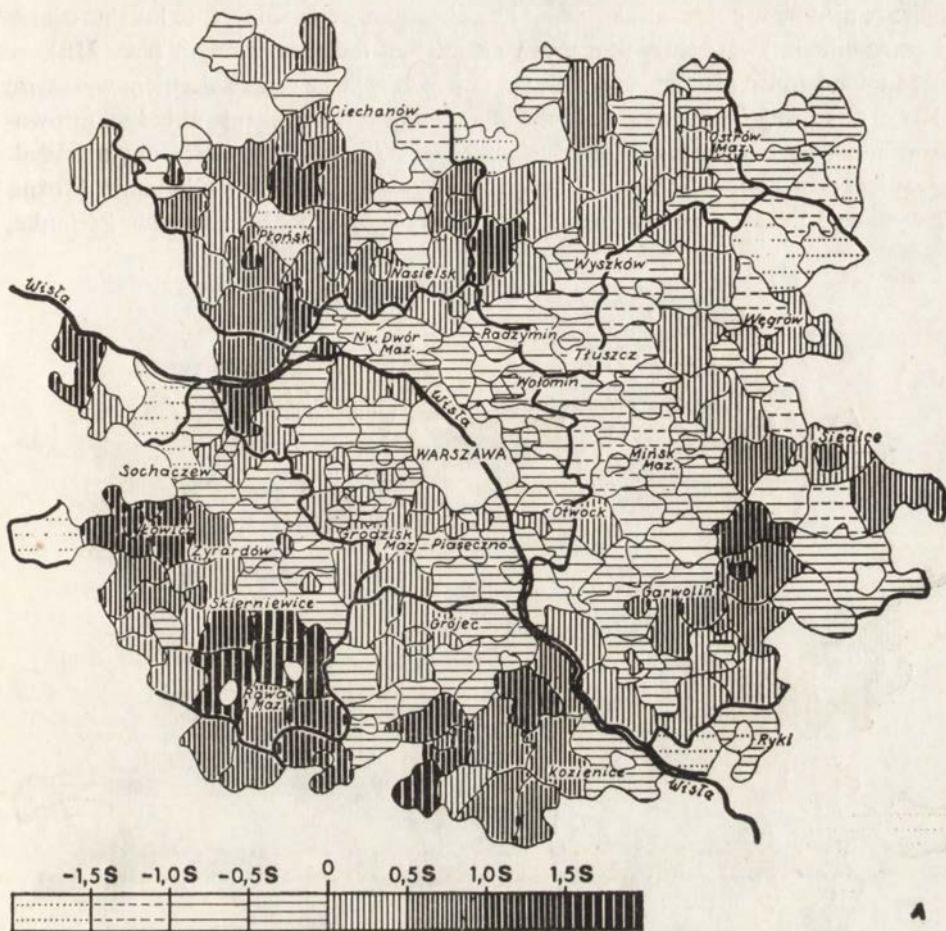 Ciechanów
Ostrów
Maz.
Płońsk
Nasielsk
Wyszków
Wisła
Węgrów
Nw. Dwór
Maz.
Radzymin
Tłuszcz
Wołomin
Wisła
WARSZAWA
Mińsk
Maz.
Siedlce
Sochaczew
Otwock
Łowicz
Żyrardów
Grodzisk
Maz.
Piaseczno
Skierniewice
Garwolin
Grójec
Rawa
Maz.
Kozienice
Ryki
Wisła
-1,5S -1,0S -0,5S 0 0,5S 1,0S 1,5S
A